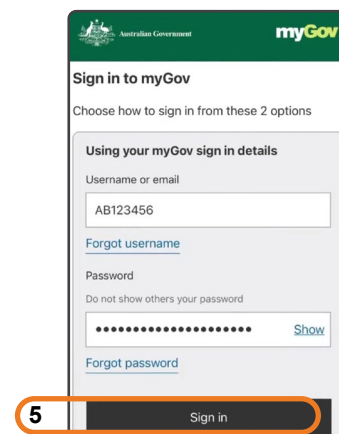 Australian Government
myGov
Sign in to myGov
Choose how to sign in from these 2 options
Using your myGov sign in details
Username or email
AB123456
Forgot username
Password
Do not show others your password
●●●●●●●●●●●●●●●●●●●●● Show
Forgot password
5 Sign in